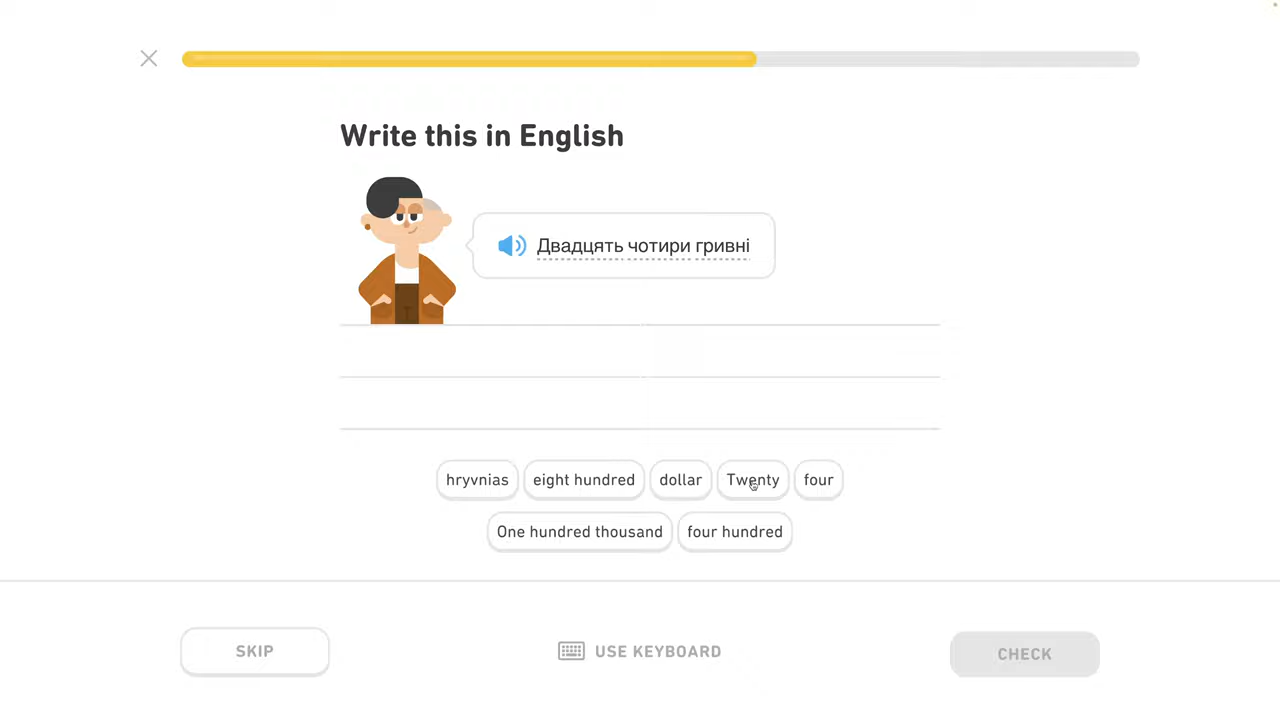 Write this in English
Двадцять чотири гривні
hryvnias eight hundred dollar Twenty four
One hundred thousand four hundred
SKIP USE KEYBOARD CHECK